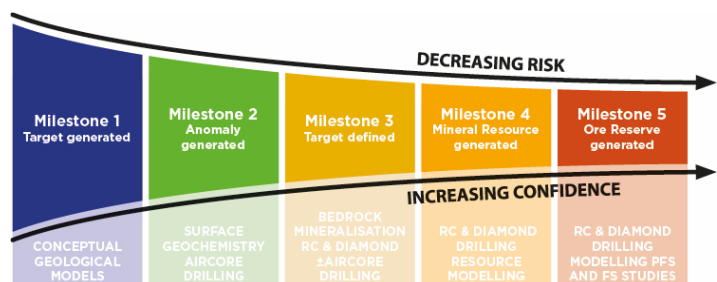 DECREASING RISK
Milestone 1
Target generated
Milestone 2
Anomaly
generated
Milestone 3
Target defined
Milestone 4
Mineral Resource
generated
Milestone 5
Ore Reserve
generated
INCREASING CONFIDENCE
CONCEPTUAL
GEOLOGICAL
MODELS
SURFACE
GEOCHEMISTRY
AIRCORE
DRILLING
BEDROCK
MINERALISATION
RC & DIAMOND
±AIRCORE
DRILLING
RC & DIAMOND
DRILLING
RESOURCE
MODELLING
RC & DIAMOND
DRILLING
MODELLING PFS
AND FS STUDIES